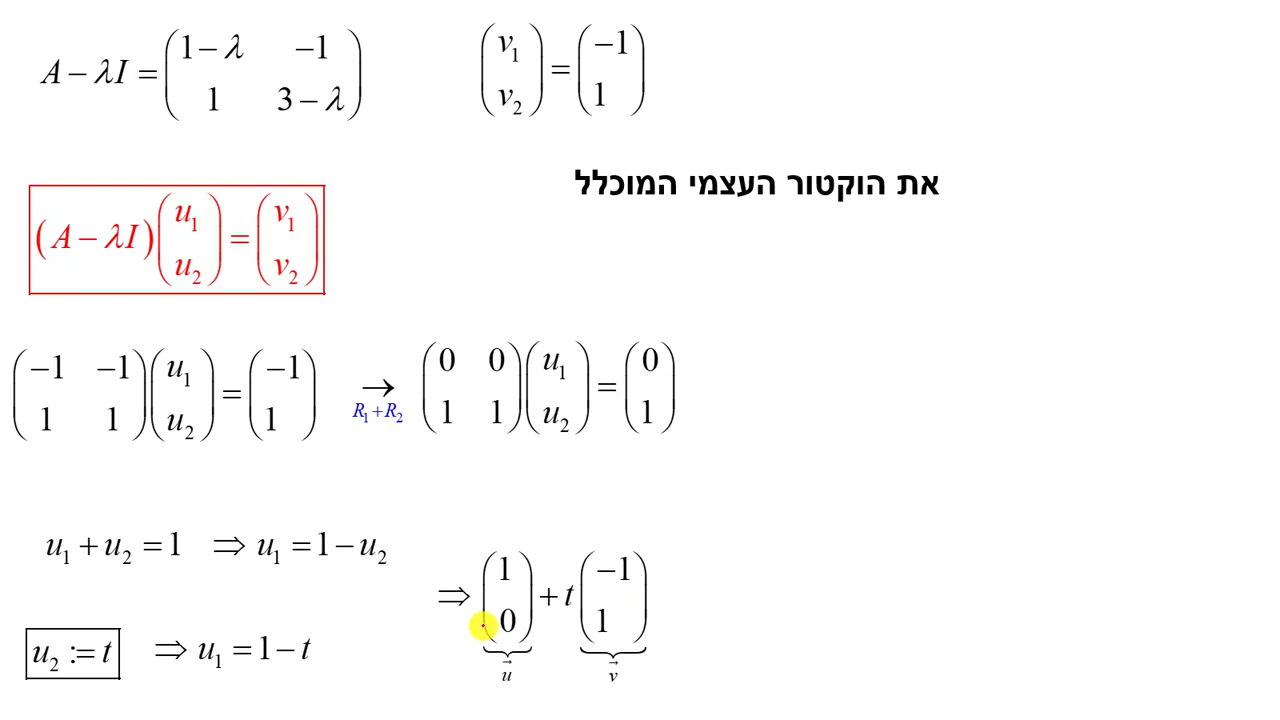 A − λI = (1−λ −1; 1 3−λ)
(v₁; v₂) = (−1; 1)
את הוקטור העצמי המוכלל
(A − λI)(u₁; u₂) = (v₁; v₂)
(−1 −1; 1 1)(u₁; u₂) = (−1; 1) → R₁+R₂ (0 0; 1 1)(u₁; u₂) = (0; 1)
u₁ + u₂ = 1 ⇒ u₁ = 1 − u₂
⇒ (1; 0) + t(−1; 1)
u₂ := t ⇒ u₁ = 1 − t
u⃗ v⃗